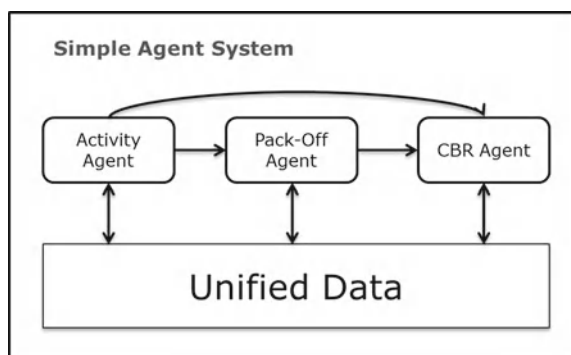 Simple Agent System
Activity
Agent
Pack-Off
Agent
CBR Agent
Unified Data